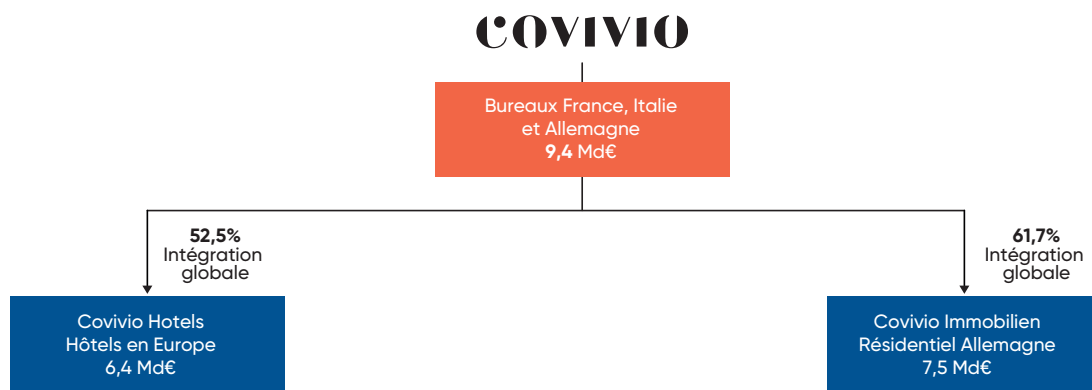 COVIVIO
Bureaux France, Italie
et Allemagne
9,4 Md€
52,5%
Intégration
globale
61,7%
Intégration
globale
Covivio Hotels
Hôtels en Europe
6,4 Md€
Covivio Immobilien
Résidentiel Allemagne
7,5 Md€